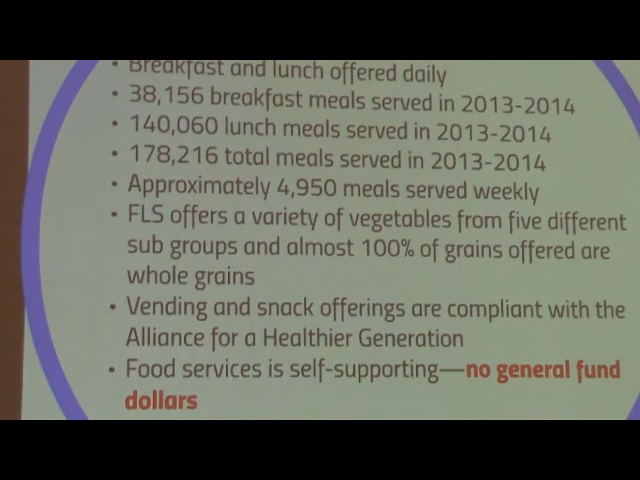 • Breakfast and lunch offered daily
• 38,156 breakfast meals served in 2013-2014
• 140,060 lunch meals served in 2013-2014
• 178,216 total meals served in 2013-2014
• Approximately 4,950 meals served weekly
• FLS offers a variety of vegetables from five different
sub groups and almost 100% of grains offered are
whole grains
• Vending and snack offerings are compliant with the
Alliance for a Healthier Generation
• Food services is self-supporting—no general fund
dollars